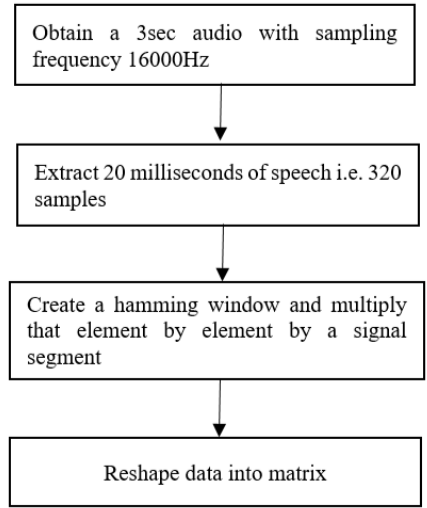 Obtain a 3sec audio with sampling
frequency 16000Hz
Extract 20 milliseconds of speech i.e. 320
samples
Create a hamming window and multiply
that element by element by a signal
segment
Reshape data into matrix